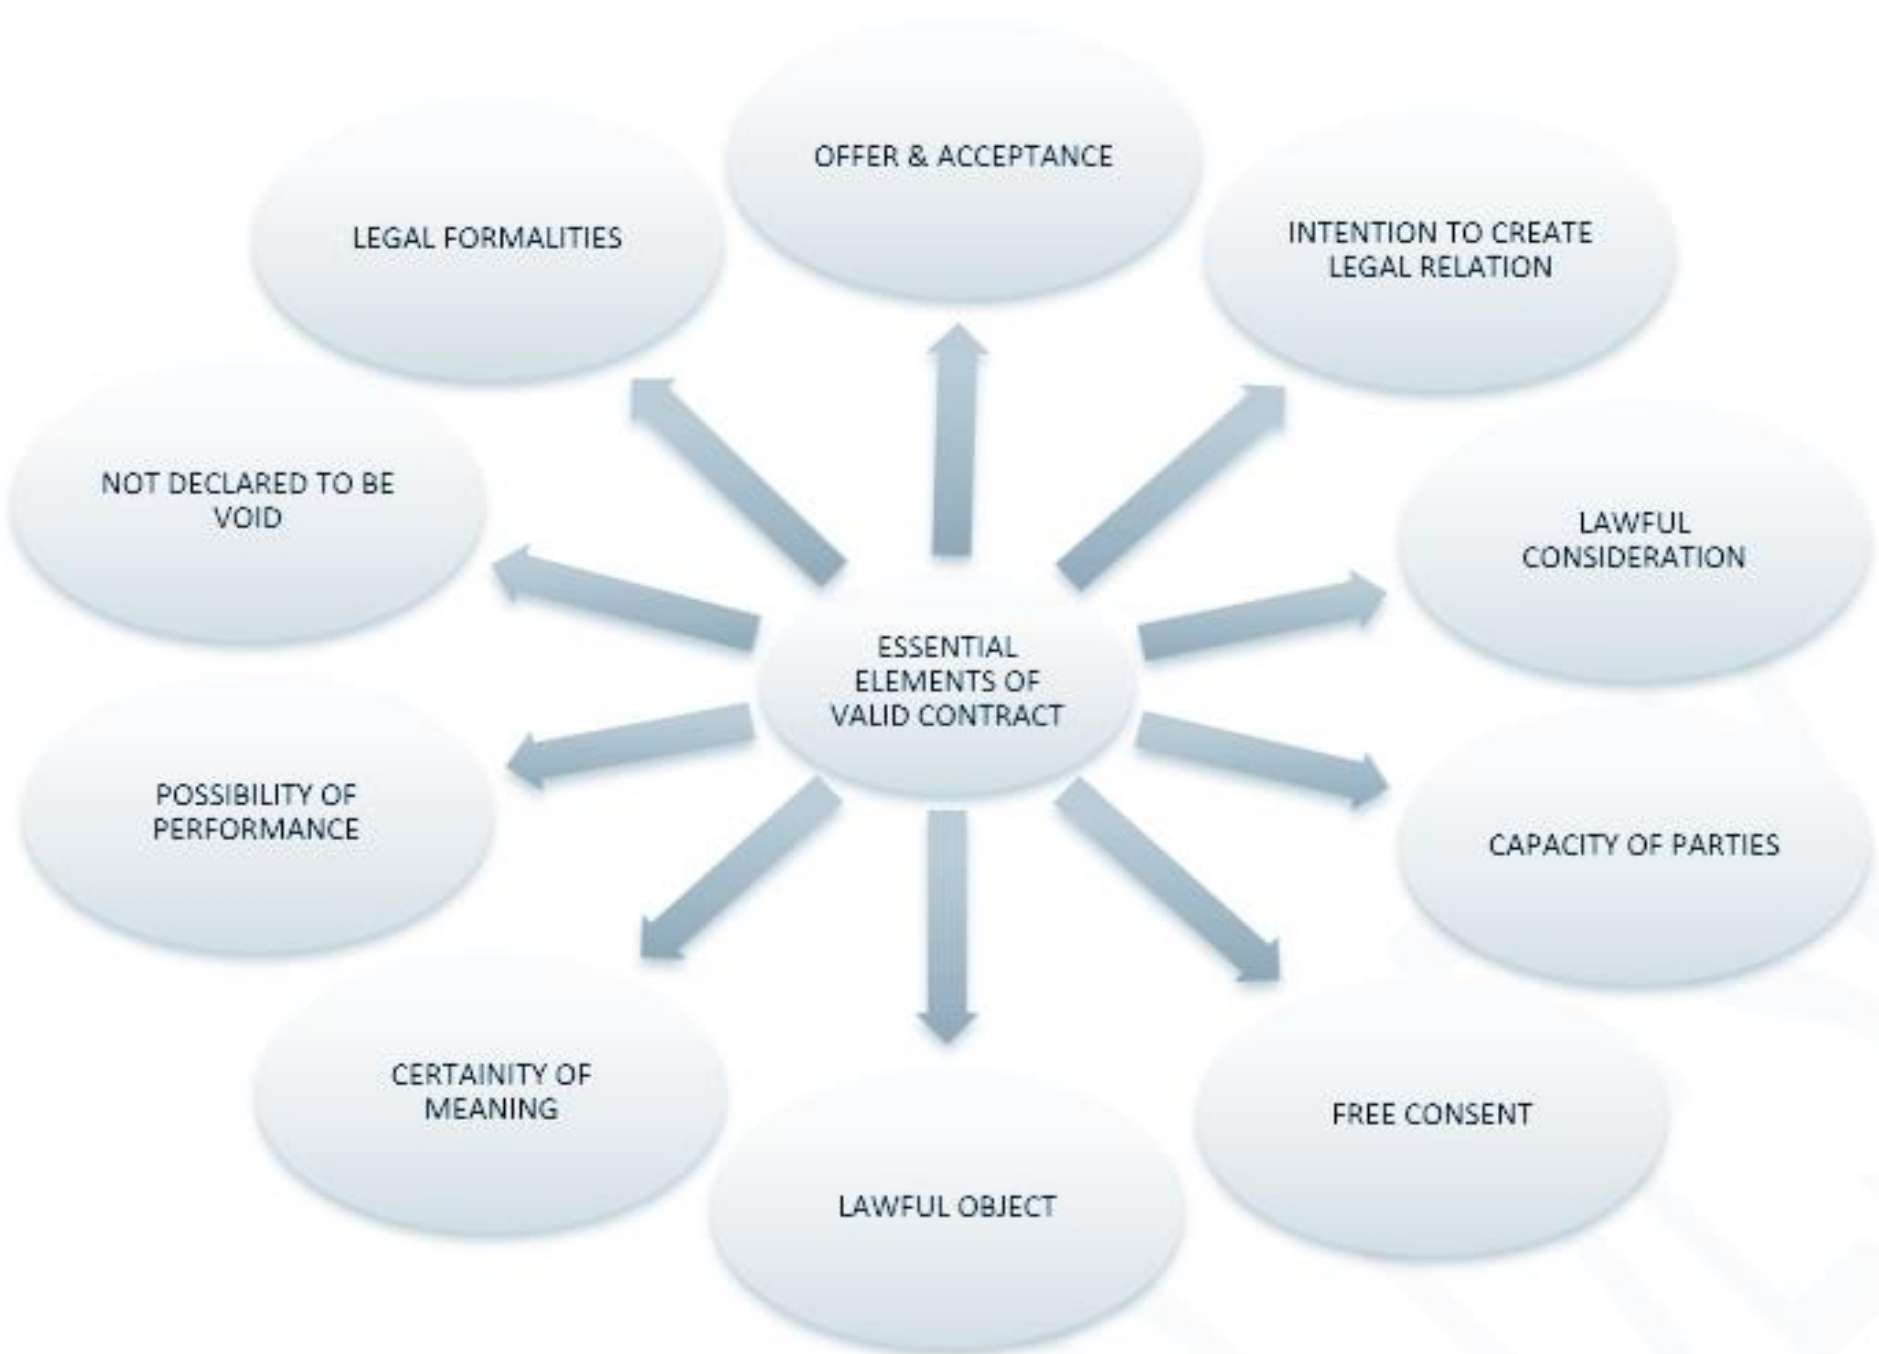 OFFER & ACCEPTANCE
INTENTION TO CREATE
LEGAL RELATION
LAWFUL
CONSIDERATION
CAPACITY OF PARTIES
FREE CONSENT
LAWFUL OBJECT
CERTAINITY OF
MEANING
POSSIBILITY OF
PERFORMANCE
NOT DECLARED TO BE
VOID
LEGAL FORMALITIES
ESSENTIAL
ELEMENTS OF
VALID CONTRACT